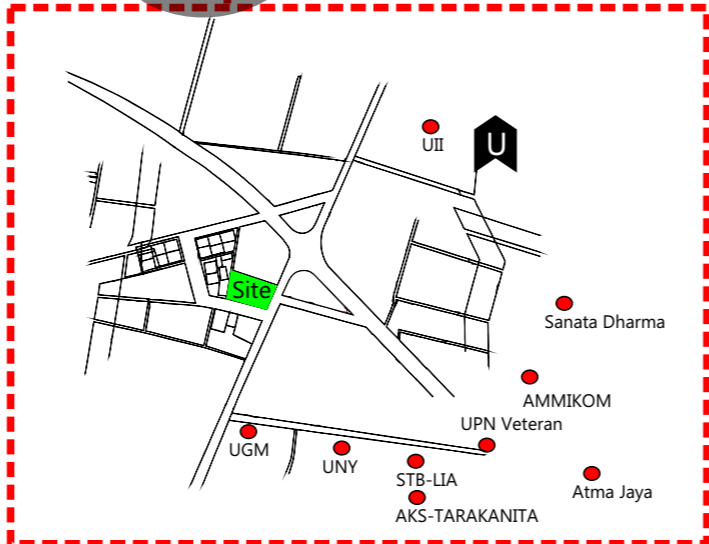 UII
U
Site
Sanata Dharma
AMMIKOM
UPN Veteran
UGM
UNY
STB-LIA
Atma Jaya
AKS-TARAKANITA